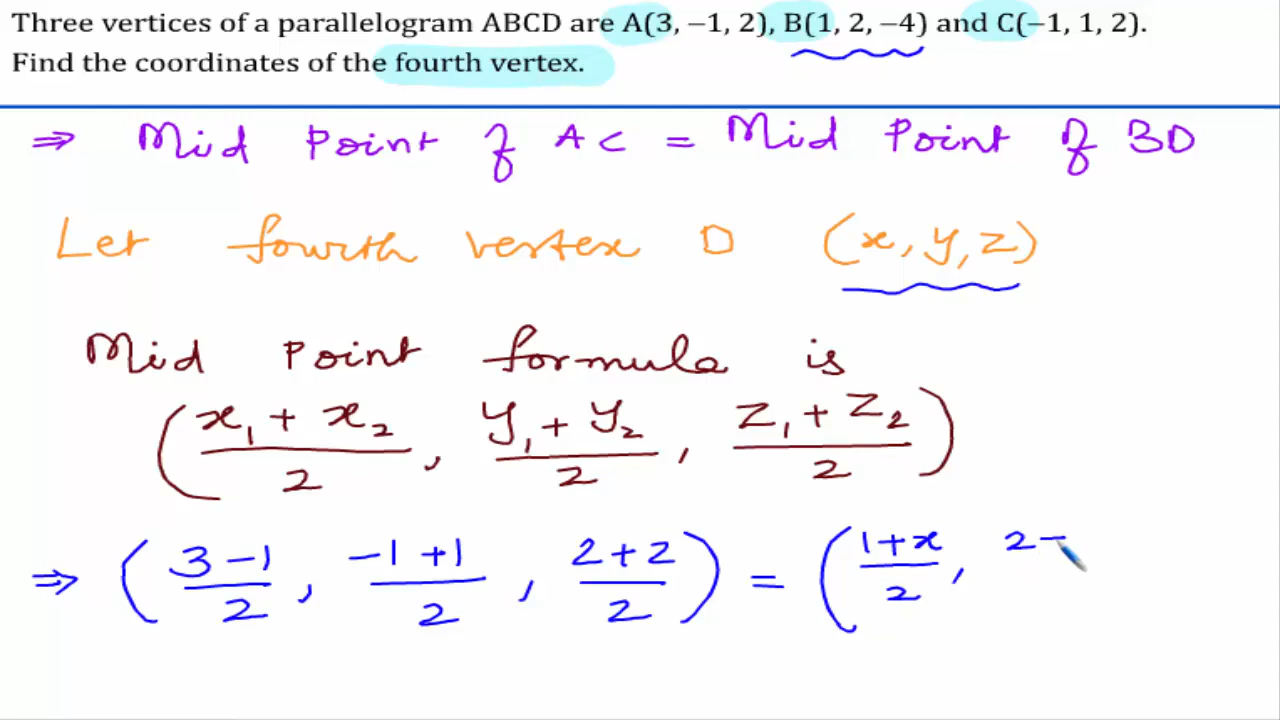 Three vertices of a parallelogram ABCD are A(3, −1, 2), B(1, 2, −4) and C(−1, 1, 2).
Find the coordinates of the fourth vertex.
⇒ Mid Point of AC = Mid Point of BD
Let fourth vertex D (x, y, z)
Mid Point formula is
(x₁ + x₂ / 2, y₁ + y₂ / 2, z₁ + z₂ / 2)
⇒ (3 − 1 / 2, −1 + 1 / 2, 2 + 2 / 2) = (1 + x / 2, 2